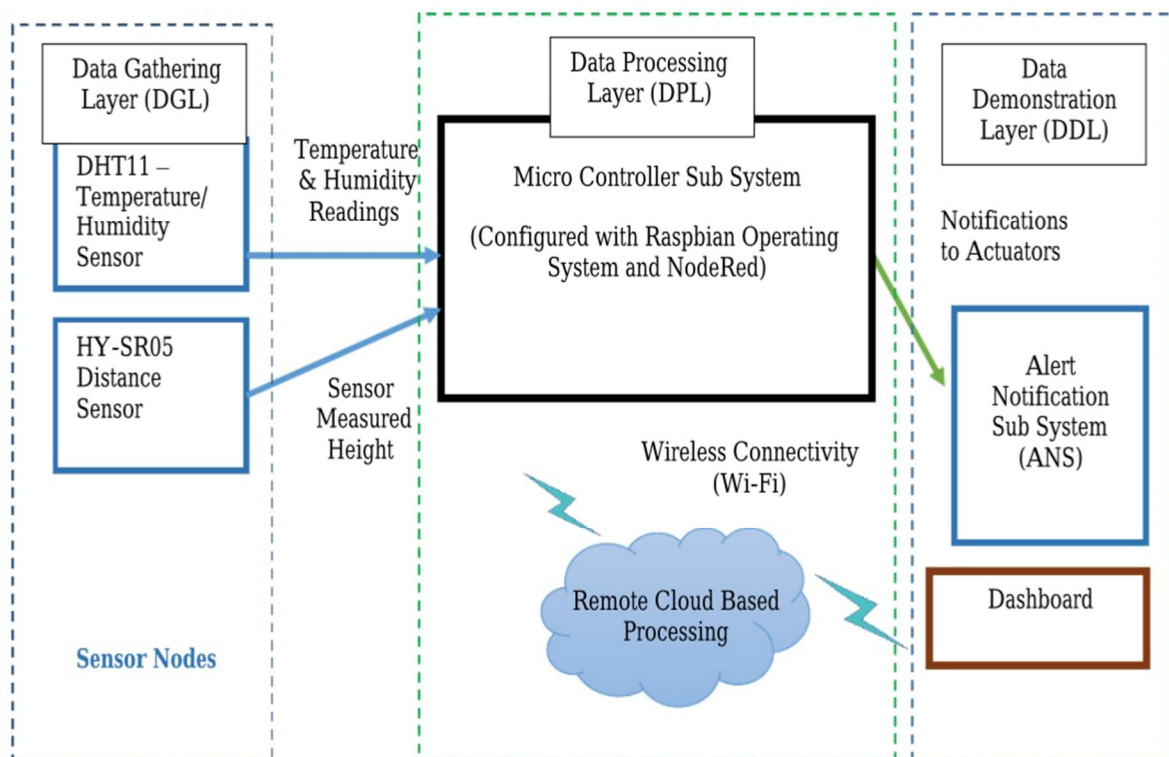 Data Gathering
Layer (DGL)
DHT11 –
Temperature/
Humidity
Sensor
HY-SR05
Distance
Sensor
Sensor Nodes
Temperature
& Humidity
Readings
Sensor
Measured
Height
Data Processing
Layer (DPL)
Micro Controller Sub System
(Configured with Raspbian Operating
System and NodeRed)
Wireless Connectivity
(Wi-Fi)
Remote Cloud Based
Processing
Data
Demonstration
Layer (DDL)
Notifications
to Actuators
Alert
Notification
Sub System
(ANS)
Dashboard